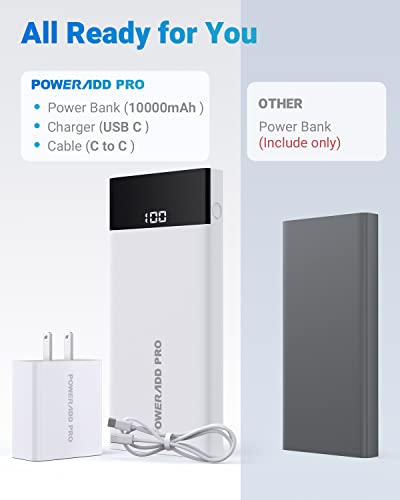 All Ready for You
POWERADD PRO
• Power Bank (10000mAh )
• Charger (USB C )
• Cable (C to C )
OTHER
Power Bank
(Include only)
100
POWERADD PRO
POWERADD PRO